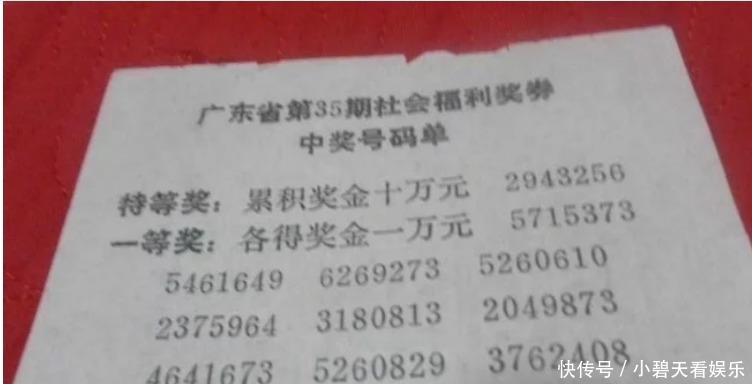 广东省第35期社会福利奖券
中奖号码单
特等奖：累积奖金十万元 2943256
一等奖：各得奖金一万元 5715373
5461649 6269273 5260610
2375964 3180813 2049873
4641673 5260829 3762408
快传号 / 小碧天看娱乐